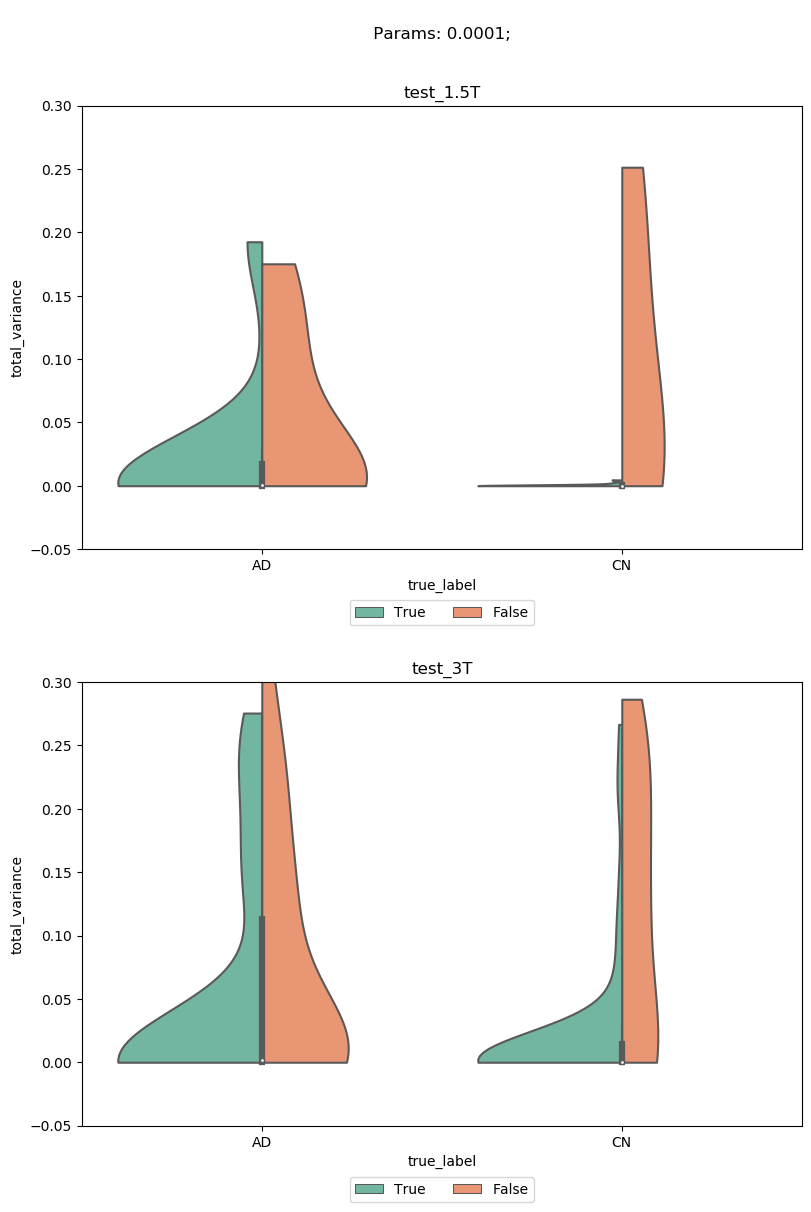 Params: 0.0001;
test_1.5T
0.30
0.25
0.20
0.15
0.10
0.05
0.00
−0.05
total_variance
AD CN
true_label
True False
test_3T
0.30
0.25
0.20
0.15
0.10
0.05
0.00
−0.05
total_variance
AD CN
true_label
True False